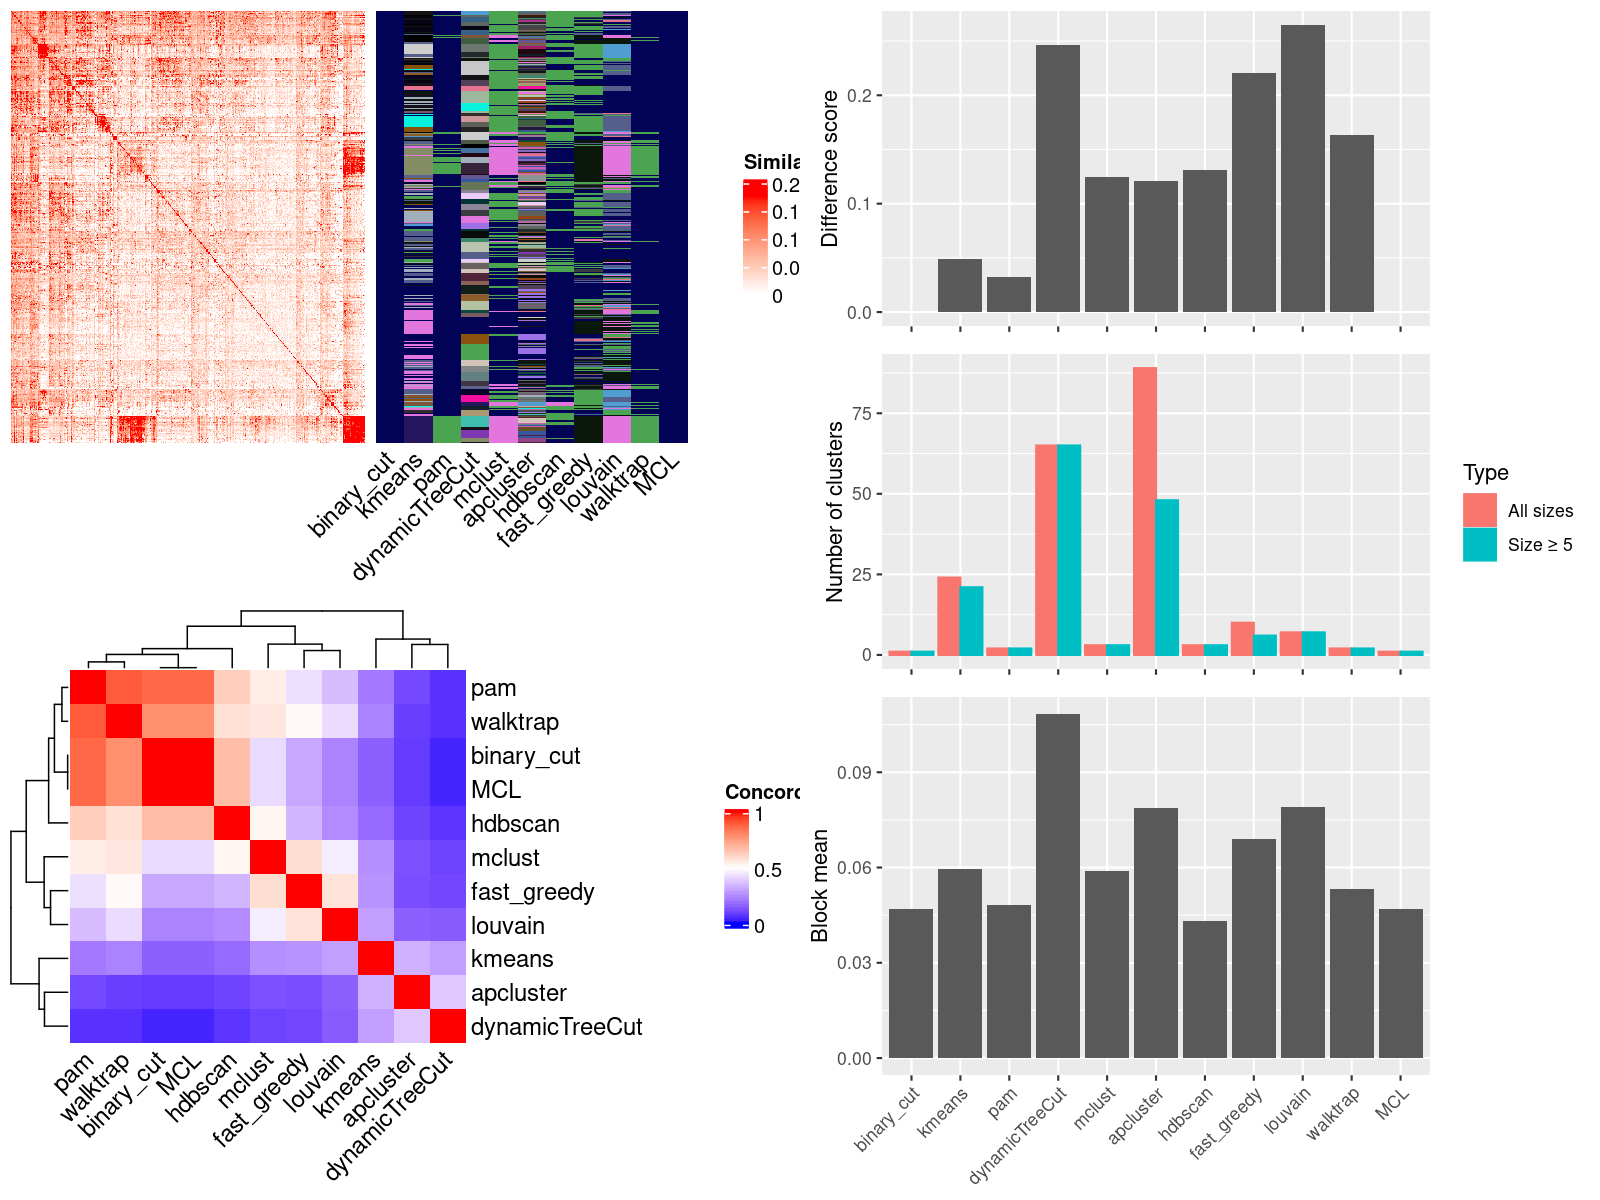 Simila
0.2
0.1
0.1
0.0
0
binary_cut
kmeans
pam
dynamicTreeCut
mclust
apcluster
hdbscan
fast_greedy
louvain
walktrap
MCL
pam
walktrap
binary_cut
MCL
hdbscan
mclust
fast_greedy
louvain
kmeans
apcluster
dynamicTreeCut
pam
walktrap
binary_cut
MCL
hdbscan
mclust
fast_greedy
louvain
kmeans
apcluster
dynamicTreeCut
Concord
1
0.5
0
Difference score
0.2
0.1
0.0
Number of clusters
75
50
25
0
Type
All sizes
Size ≥ 5
Block mean
0.09
0.06
0.03
0.00
binary_cut
kmeans
pam
dynamicTreeCut
mclust
apcluster
hdbscan
fast_greedy
louvain
walktrap
MCL